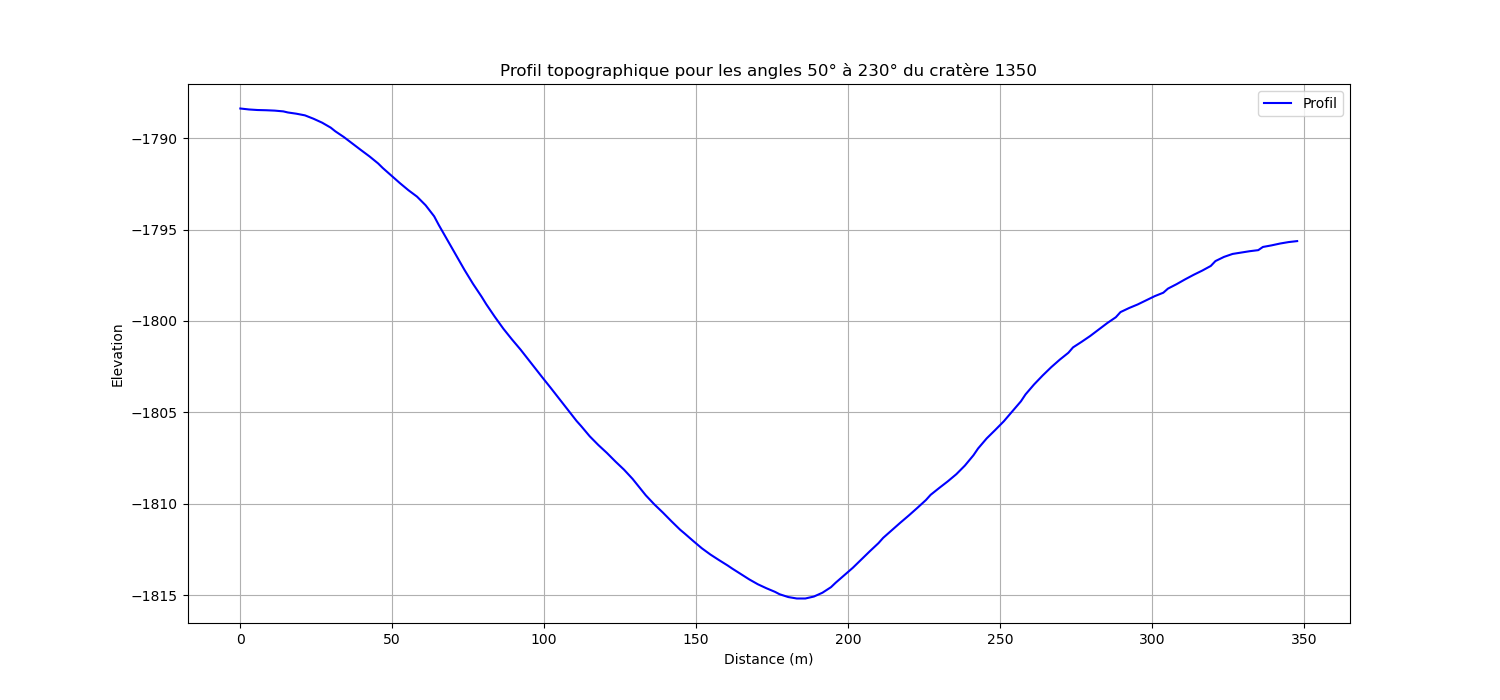 Profil topographique pour les angles 50° à 230° du cratère 1350
Profil
−1790
−1795
−1800
−1805
−1810
−1815
Elevation
0 50 100 150 200 250 300 350
Distance (m)